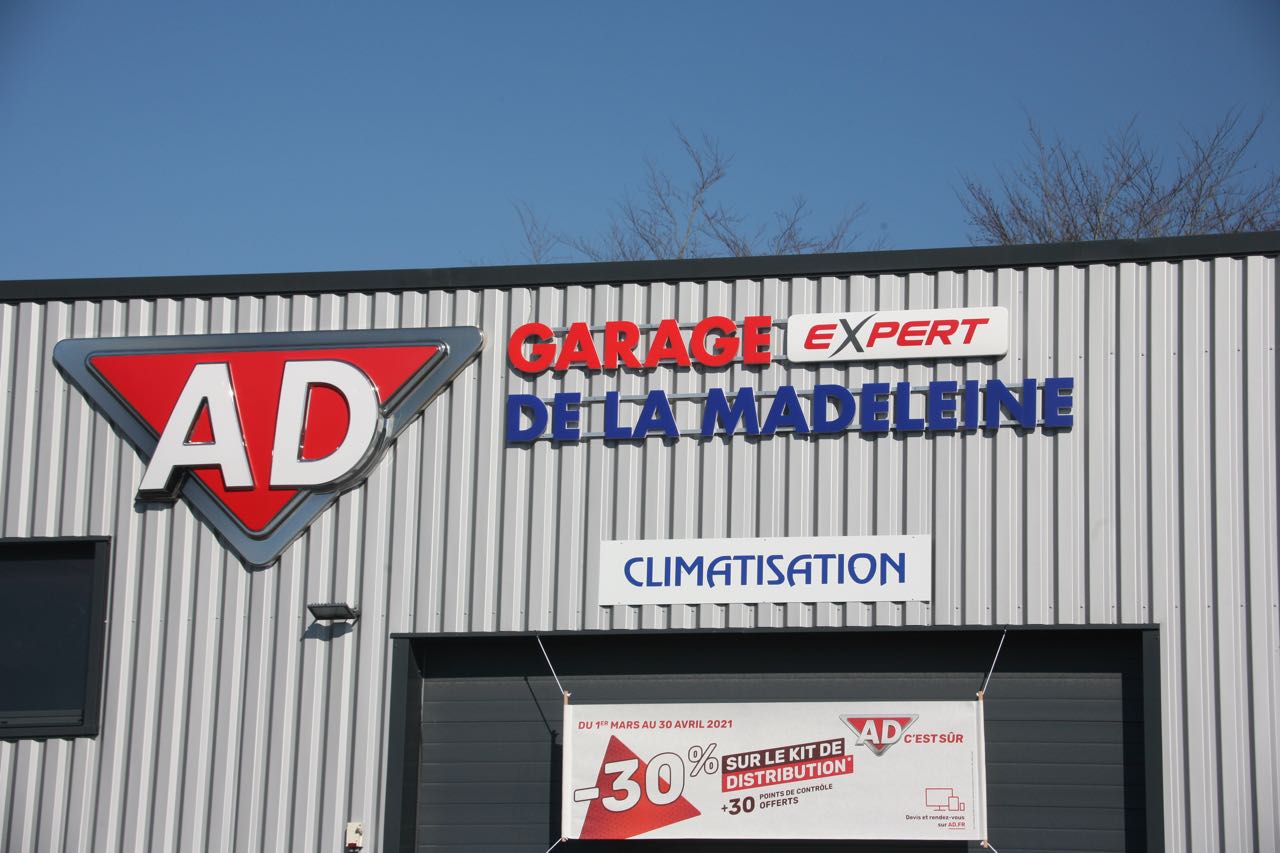 AD
GARAGE EXPERT
DE LA MADELEINE
CLIMATISATION
DU 1ER MARS AU 30 AVRIL 2021
-30%
SUR LE KIT DE
DISTRIBUTION*
+30 POINTS DE CONTRÔLE
OFFERTS
AD C'EST SÛR
Devis et rendez-vous
sur AD.FR